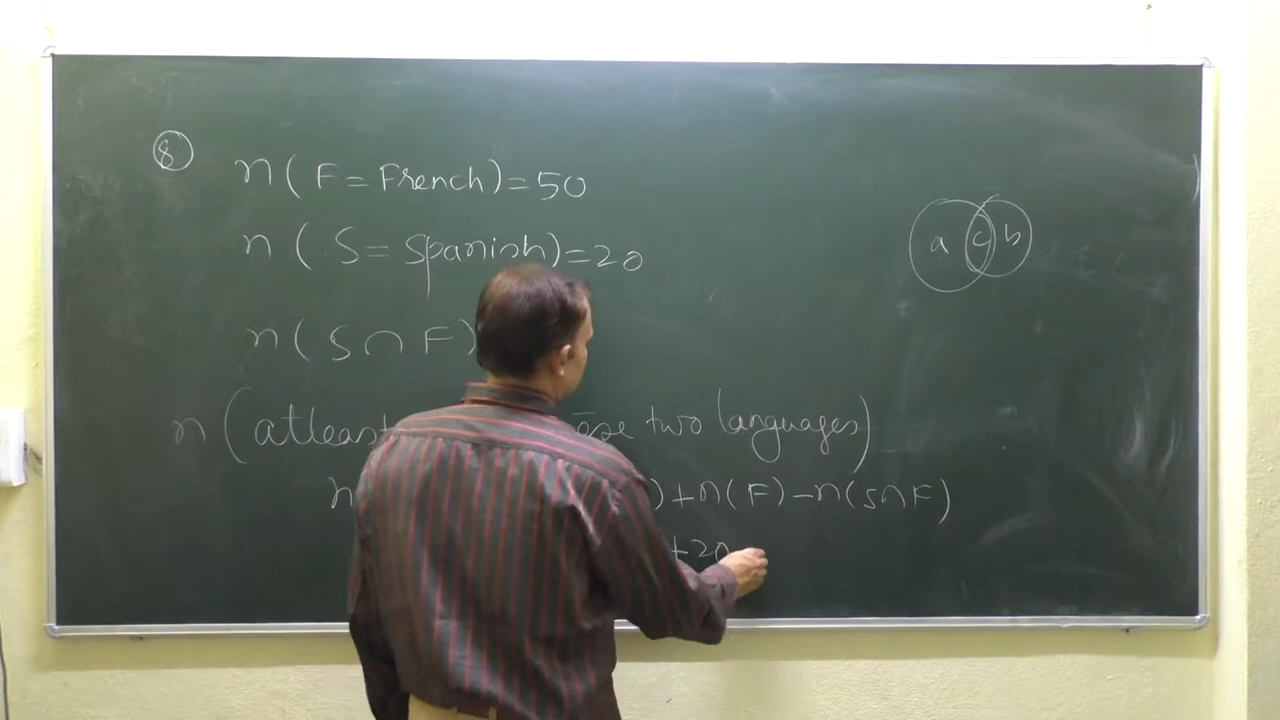 8
n ( F = French ) = 50
n ( S = Spanish ) = 20
a c b
n ( S ∩ F )
n ( atleast two languages )
n ) + n ( F ) - n ( S ∩ F )
+ 20